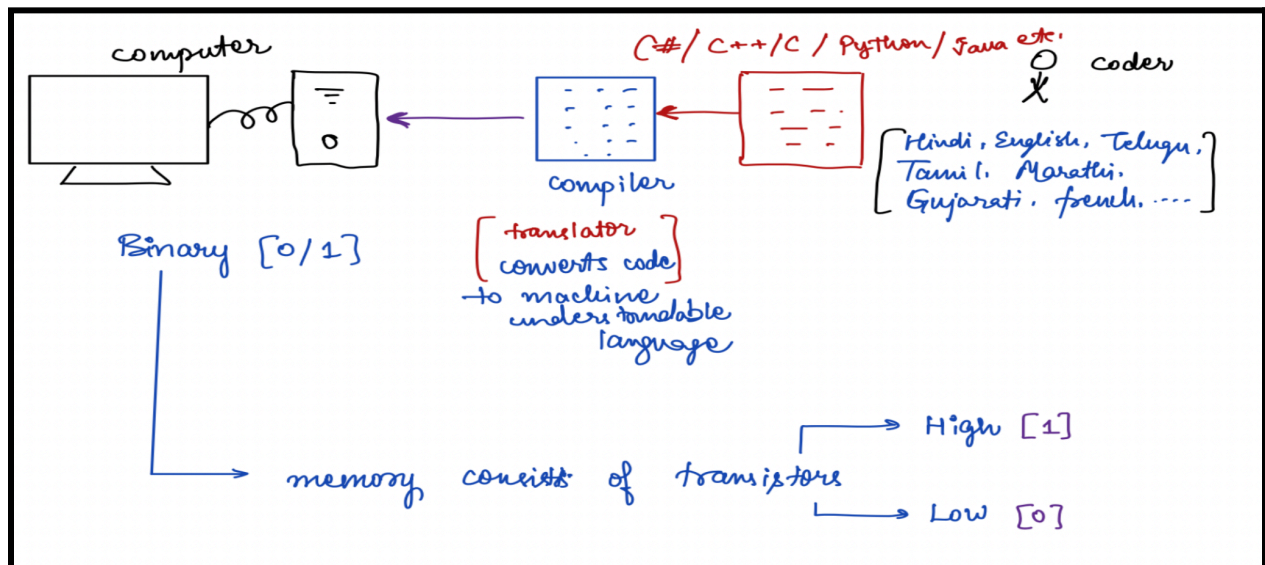 computer
C#/ C++/C / Python/ Java etc.
coder
[Hindi, English, Telugu,
Tamil, Marathi,
Gujarati, french, ....]
compiler
[translator
converts code]
to machine
understandable
language
Binary [0/1]
memory consists of transistors
High [1]
Low [0]